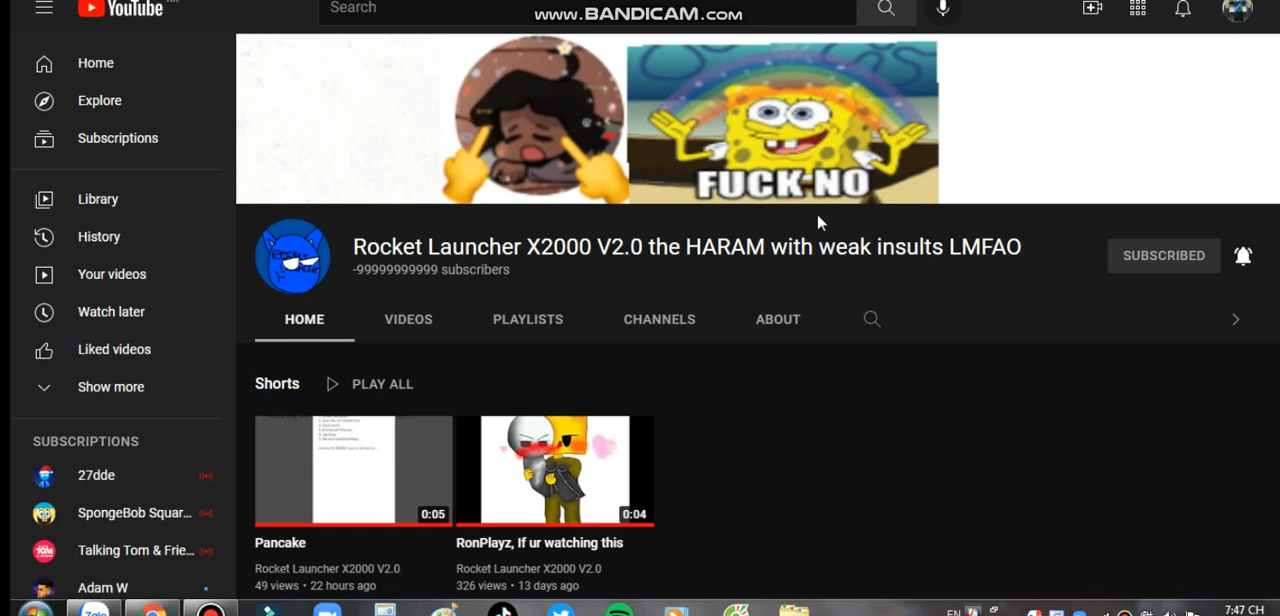 YouTube
Search
www.BANDICAM.com
Home
Explore
Subscriptions
Library
History
Your videos
Watch later
Liked videos
Show more
SUBSCRIPTIONS
27dde
SpongeBob Squar...
Talking Tom & Frie...
Adam W
FUCK NO
Rocket Launcher X2000 V2.0 the HARAM with weak insults LMFAO
-99999999999 subscribers
SUBSCRIBED
HOME VIDEOS PLAYLISTS CHANNELS ABOUT
Shorts PLAY ALL
0:05 0:04
Pancake RonPlayz, If ur watching this
Rocket Launcher X2000 V2.0 Rocket Launcher X2000 V2.0
49 views • 22 hours ago 326 views • 13 days ago
Zalo EN 7:47 CH